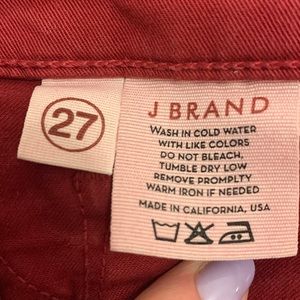 27
J BRAND
WASH IN COLD WATER
WITH LIKE COLORS
DO NOT BLEACH,
TUMBLE DRY LOW
REMOVE PROMPTLY
WARM IRON IF NEEDED
MADE IN CALIFORNIA, USA